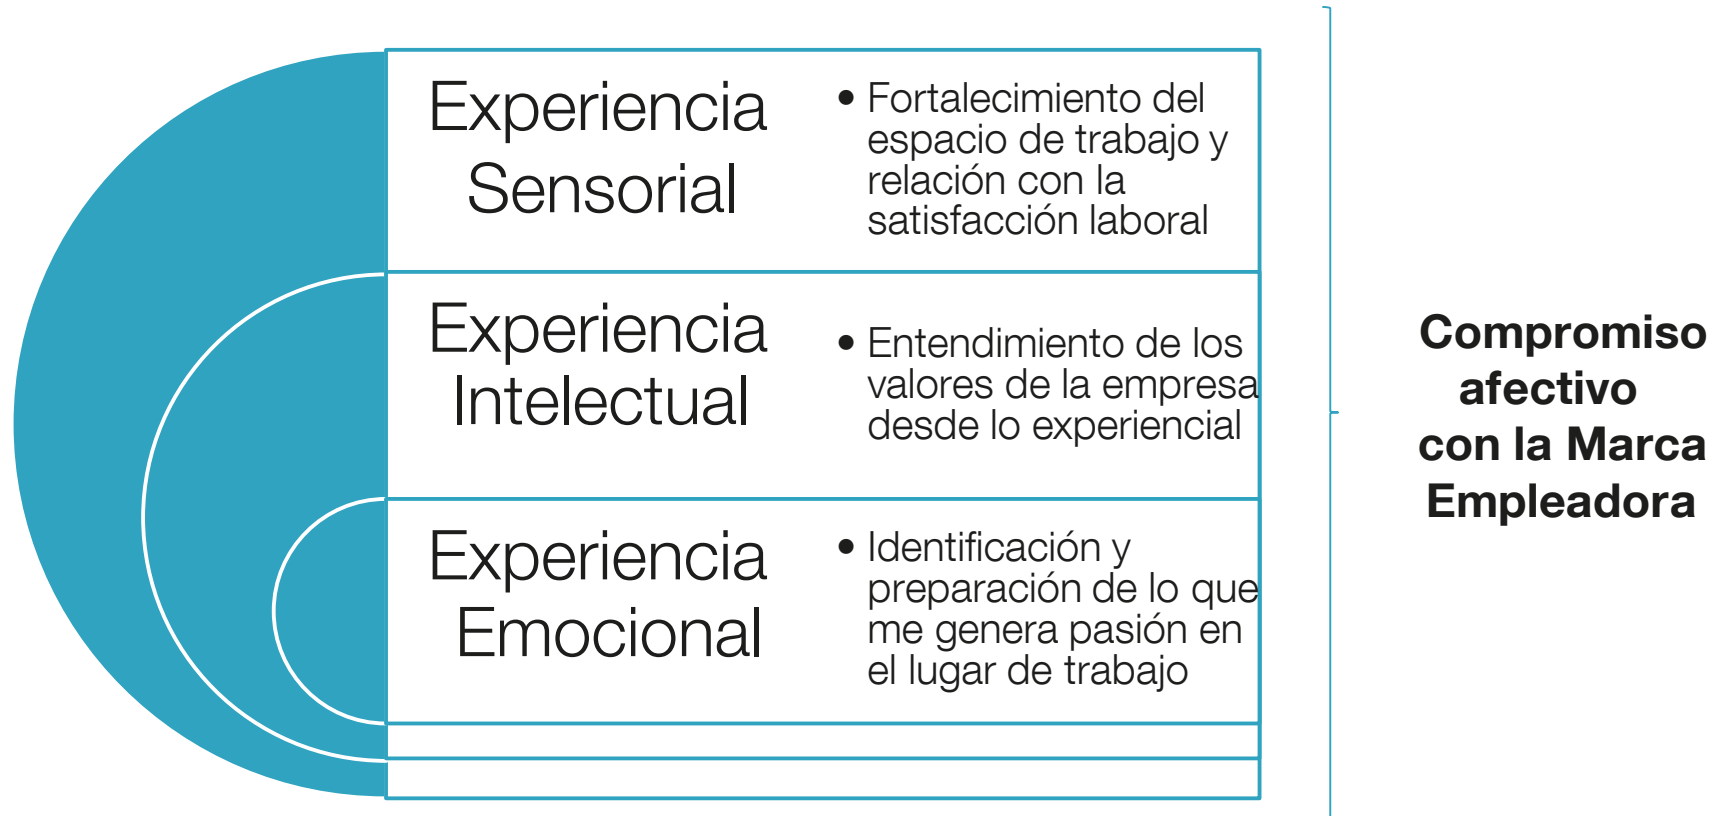 Experiencia
Sensorial
• Fortalecimiento del
espacio de trabajo y
relación con la
satisfacción laboral
Experiencia
Intelectual
• Entendimiento de los
valores de la empresa
desde lo experiencial
Experiencia
Emocional
• Identificación y
preparación de lo que
me genera pasión en
el lugar de trabajo
Compromiso
afectivo
con la Marca
Empleadora